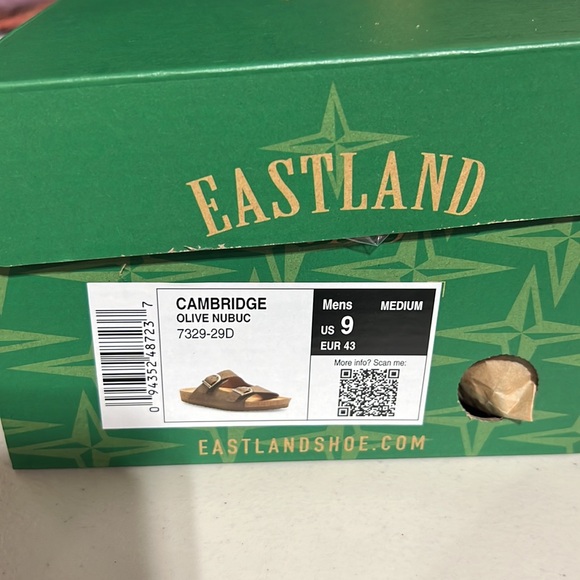 EASTLAND
CAMBRIDGE
OLIVE NUBUC
7329-29D
Mens MEDIUM
US 9
EUR 43
More info? Scan me:
0 94352 48723 7
EASTLANDSHOE.COM